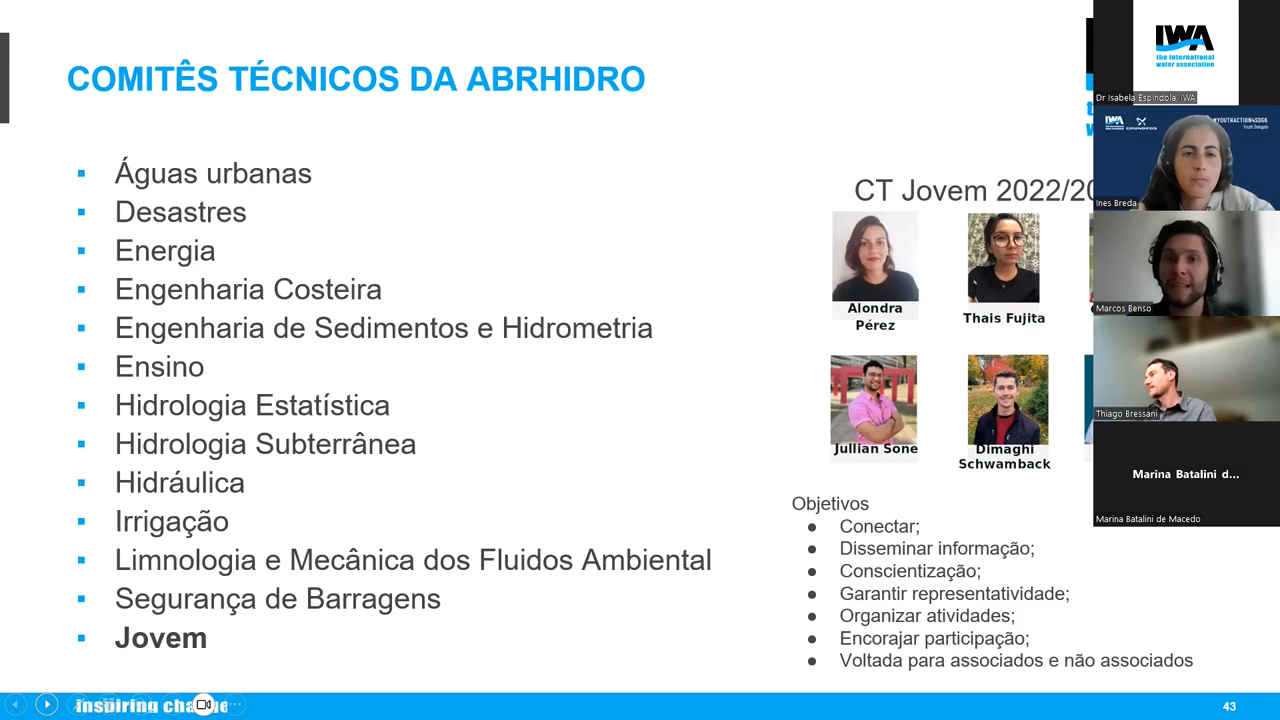 COMITÊS TÉCNICOS DA ABRHIDRO
Águas urbanas
Desastres
Energia
Engenharia Costeira
Engenharia de Sedimentos e Hidrometria
Ensino
Hidrologia Estatística
Hidrologia Subterrânea
Hidráulica
Irrigação
Limnologia e Mecânica dos Fluidos Ambiental
Segurança de Barragens
Jovem
CT Jovem 2022/20
Alondra
Pérez
Thais Fujita
Jullian Sone
Dimaghi
Schwamback
Objetivos
Conectar;
Disseminar informação;
Conscientização;
Garantir representatividade;
Organizar atividades;
Encorajar participação;
Voltada para associados e não associados
IWA
the international
water association
Dr Isabela Espindola, IWA
IWA
GRUNDFOS
#YOUTHACTION4SDG6
Youth Delegate
Ines Breda
Marcos Benso
Thiago Bressani
Marina Batalini d...
Marina Batalini de Macedo
inspiring change
43